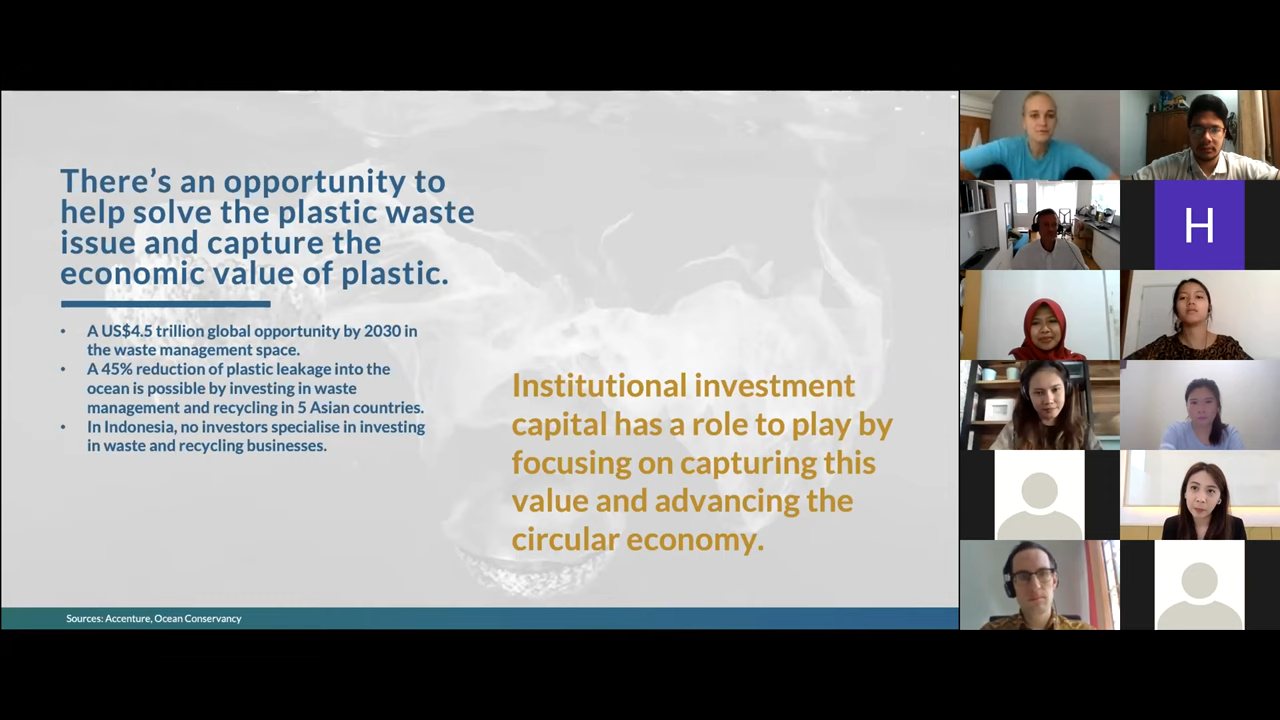 There's an opportunity to
help solve the plastic waste
issue and capture the
economic value of plastic.
• A US$4.5 trillion global opportunity by 2030 in
the waste management space.
• A 45% reduction of plastic leakage into the
ocean is possible by investing in waste
management and recycling in 5 Asian countries.
• In Indonesia, no investors specialise in investing
in waste and recycling businesses.
Institutional investment
capital has a role to play by
focusing on capturing this
value and advancing the
circular economy.
Sources: Accenture, Ocean Conservancy
H